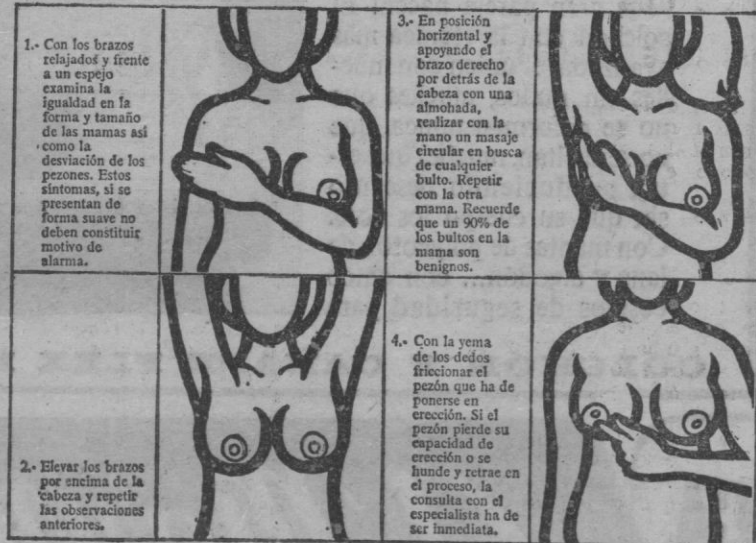 1.- Con los brazos
relajados y frente
a un espejo
examina la
igualdad en la
forma y tamaño
de las mamas así
como la
desviación de los
pezones. Estos
síntomas, si se
presentan de
forma suave no
deben constituir
motivo de
alarma.
2.- Elevar los brazos
por encima de la
cabeza y repetir
las observaciones
anteriores.
3.- En posición
horizontal y
apoyando el
brazo derecho
por detrás de la
cabeza con una
almohada,
realizar con la
mano un masaje
circular en busca
de cualquier
bulto. Repetir
con la otra
mama. Recuerde
que un 90% de
los bultos en la
mama son
benignos.
4.- Con la yema
de los dedos
friccionar el
pezón que ha de
ponerse en
erección. Si el
pezón pierde su
capacidad de
erección o se
hunde y retrae en
el proceso, la
consulta con el
especialista ha de
ser inmediata.